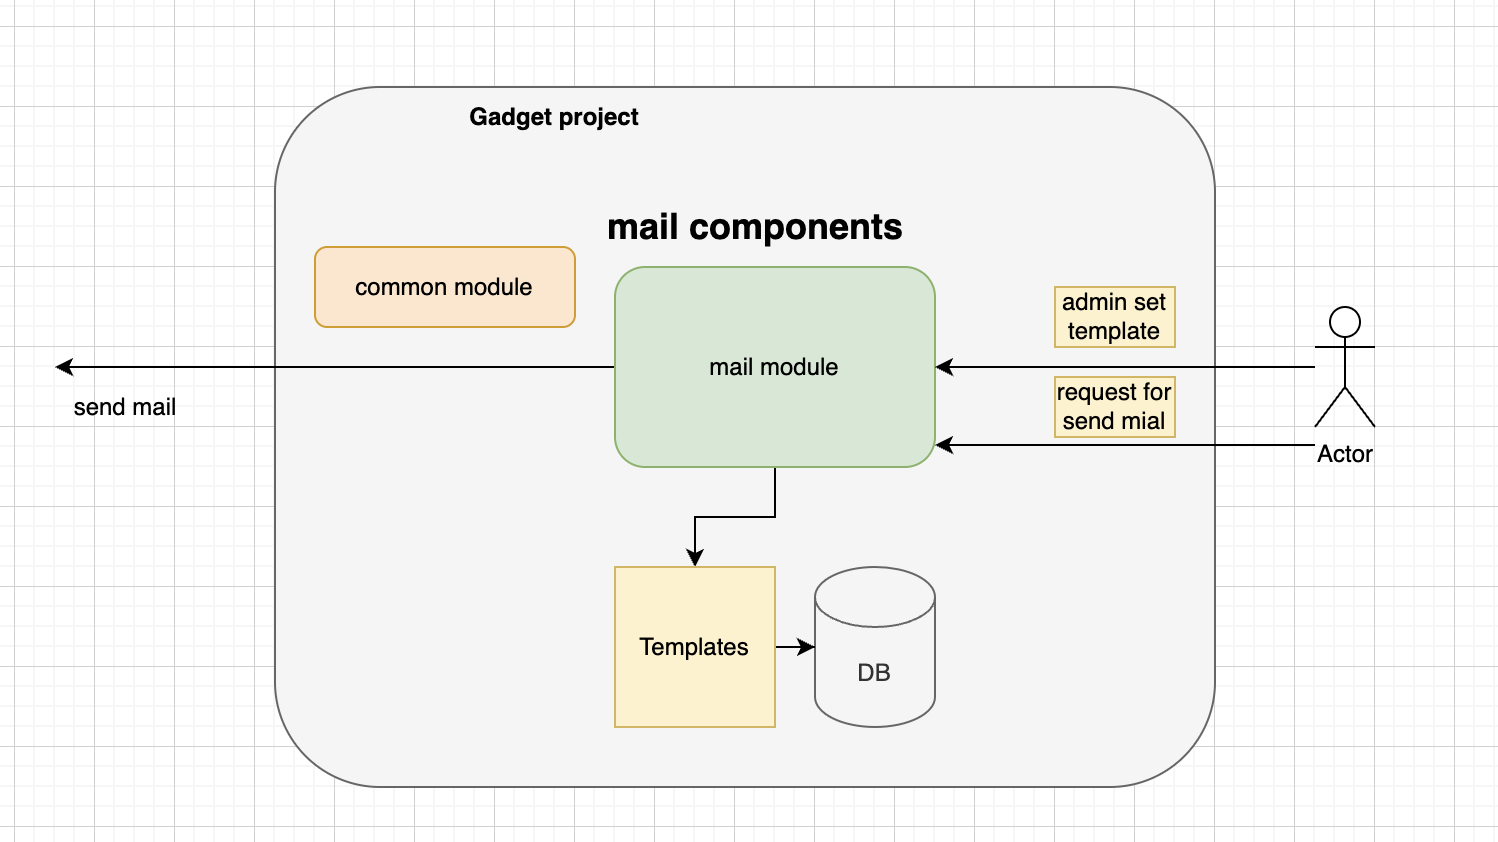 Gadget project
mail components
common module
mail module
admin set
template
request for
send mial
send mail
Actor
Templates
DB